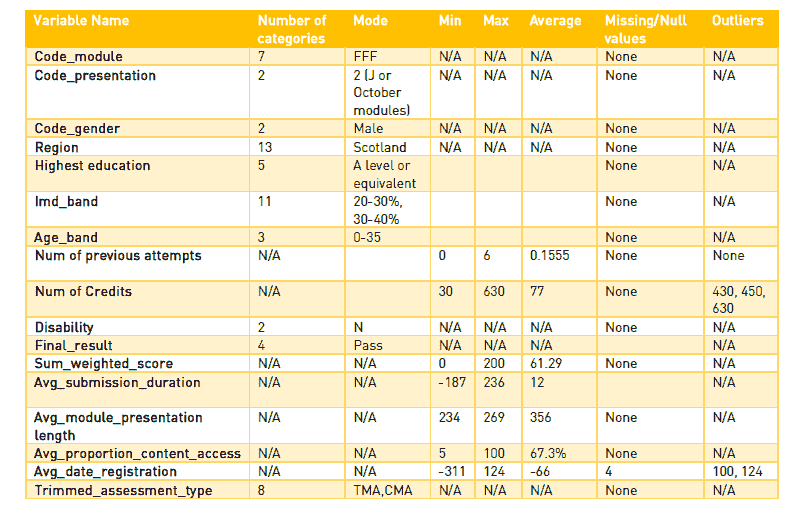 Variable Name Number of categories Mode Min Max Average Missing/Null values Outliers
Code_module 7 FFF N/A N/A N/A None N/A
Code_presentation 2 2 (J or October modules) N/A N/A N/A None N/A
Code_gender 2 Male N/A N/A N/A None N/A
Region 13 Scotland N/A N/A N/A None N/A
Highest education 5 A level or equivalent None N/A
Imd_band 11 20-30%, 30-40% None N/A
Age_band 3 0-35 None N/A
Num of previous attempts N/A 0 6 0.1555 None None
Num of Credits N/A 30 630 77 None 430, 450, 630
Disability 2 N N/A N/A N/A None N/A
Final_result 4 Pass N/A N/A N/A N/A
Sum_weighted_score N/A N/A 0 200 61.29 None N/A
Avg_submission_duration N/A N/A -187 236 12 N/A
Avg_module_presentation length N/A N/A 234 269 356 None N/A
Avg_proportion_content_access N/A N/A 5 100 67.3% None N/A
Avg_date_registration N/A N/A -311 124 -66 4 100, 124
Trimmed_assessment_type 8 TMA,CMA N/A N/A N/A None N/A